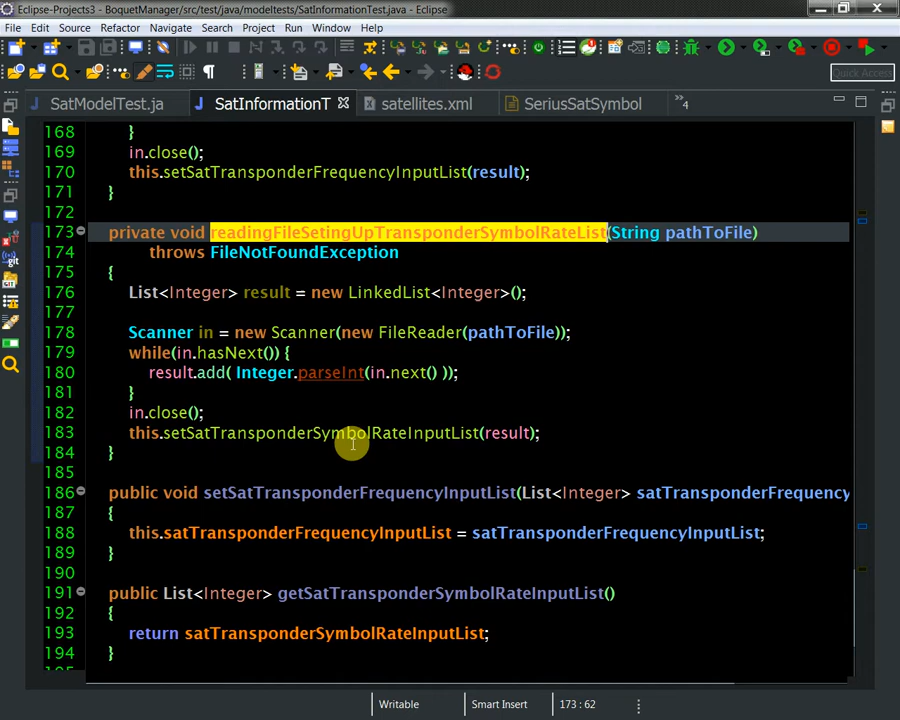 Eclipse-Projects3 - BoquetManager/src/test/java/modeltests/SatInformationTest.java - Eclipse
File Edit Source Refactor Navigate Search Project Run Window Help
Quick Access
SatModelTest.ja SatInformationT satellites.xml SeriusSatSymbol 4
168 }
169 in.close();
170 this.setSatTransponderFrequencyInputList(result);
171 }
172
173 private void readingFileSetingUpTransponderSymbolRateList(String pathToFile)
174 throws FileNotFoundException
175 {
176 List<Integer> result = new LinkedList<Integer>();
177
178 Scanner in = new Scanner(new FileReader(pathToFile));
179 while(in.hasNext()) {
180 result.add( Integer.parseInt(in.next() ));
181 }
182 in.close();
183 this.setSatTransponderSymbolRateInputList(result);
184 }
185
186 public void setSatTransponderFrequencyInputList(List<Integer> satTransponderFrequency
187 {
188 this.satTransponderFrequencyInputList = satTransponderFrequencyInputList;
189 }
190
191 public List<Integer> getSatTransponderSymbolRateInputList()
192 {
193 return satTransponderSymbolRateInputList;
194 }
Writable Smart Insert 173 : 62